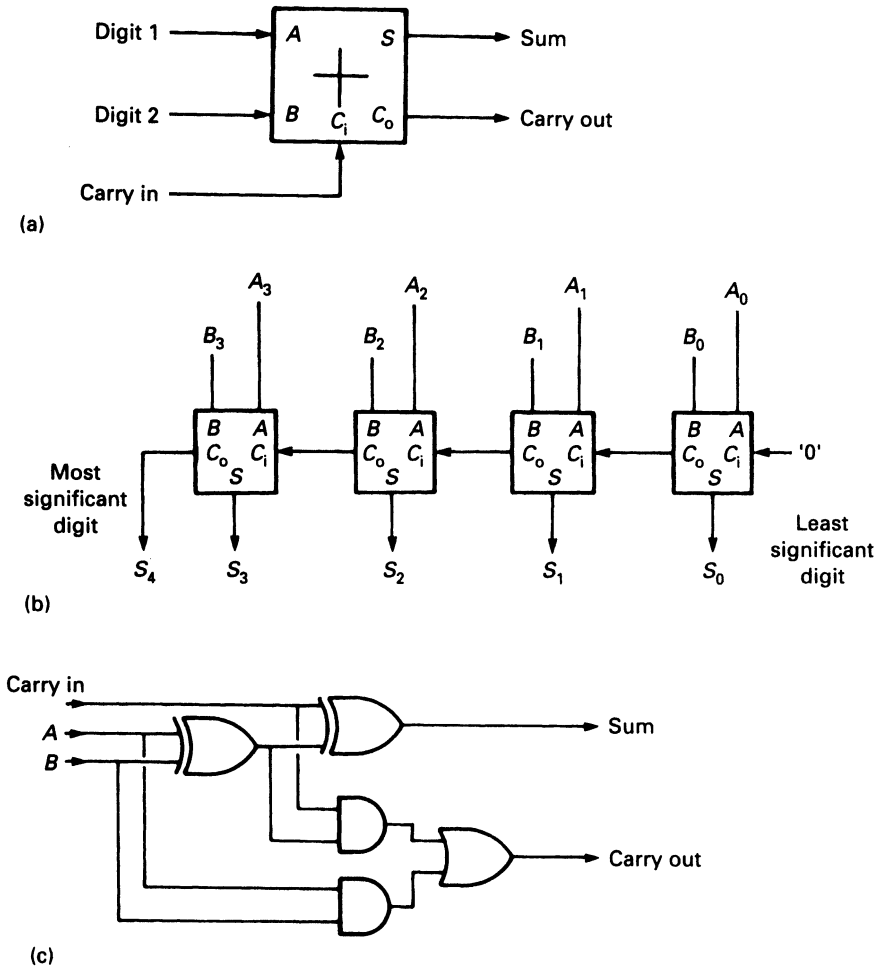 Digit 1
A
S
Sum
Digit 2
B
Cᵢ
Cₒ
Carry out
Carry in
(a)
A₃
A₂
A₁
A₀
B₃
B₂
B₁
B₀
B A
B A
B A
B A
Cₒ Cᵢ
Cₒ Cᵢ
Cₒ Cᵢ
Cₒ Cᵢ
'0'
S
S
S
S
Most
significant
digit
Least
significant
digit
S₄
S₃
S₂
S₁
S₀
(b)
Carry in
A
B
Sum
Carry out
(c)